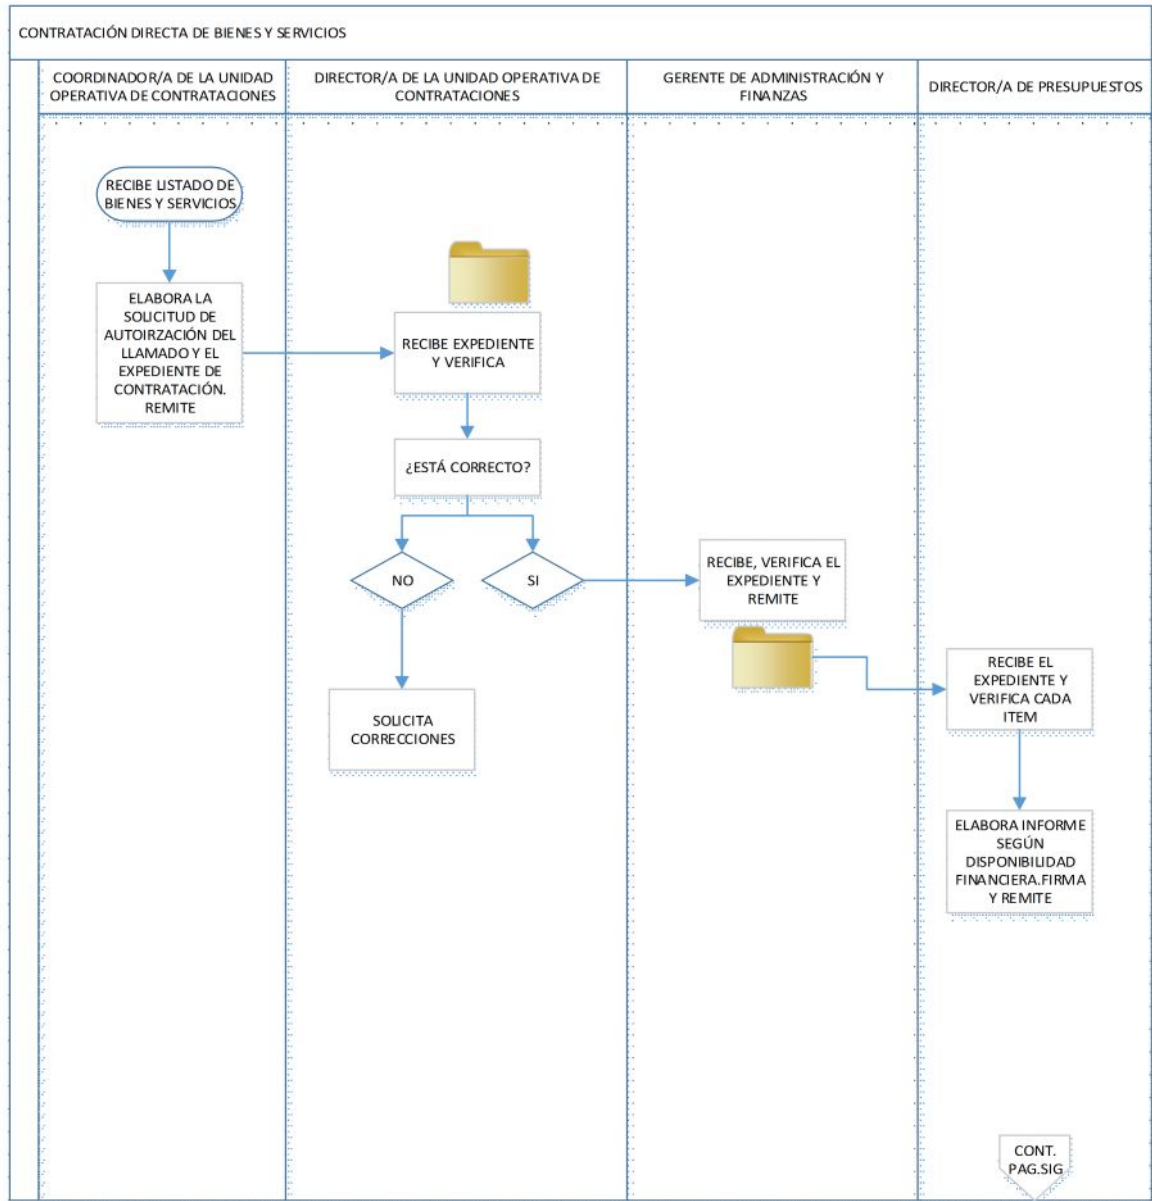 CONTRATACIÓN DIRECTA DE BIENES Y SERVICIOS
COORDINADOR/A DE LA UNIDAD
OPERATIVA DE CONTRATACIONES
DIRECTOR/A DE LA UNIDAD OPERATIVA DE
CONTRATACIONES
GERENTE DE ADMINISTRACIÓN Y
FINANZAS
DIRECTOR/A DE PRESUPUESTOS
RECIBE LISTADO DE
BIENES Y SERVICIOS
ELABORA LA
SOLICITUD DE
AUTOIRZACIÓN DEL
LLAMADO Y EL
EXPEDIENTE DE
CONTRATACIÓN.
REMITE
RECIBE EXPEDIENTE
Y VERIFICA
¿ESTÁ CORRECTO?
NO
SI
SOLICITA
CORRECCIONES
RECIBE, VERIFICA EL
EXPEDIENTE Y
REMITE
RECIBE EL
EXPEDIENTE Y
VERIFICA CADA
ITEM
ELABORA INFORME
SEGÚN
DISPONIBILIDAD
FINANCIERA.FIRMA
Y REMITE
CONT.
PAG.SIG